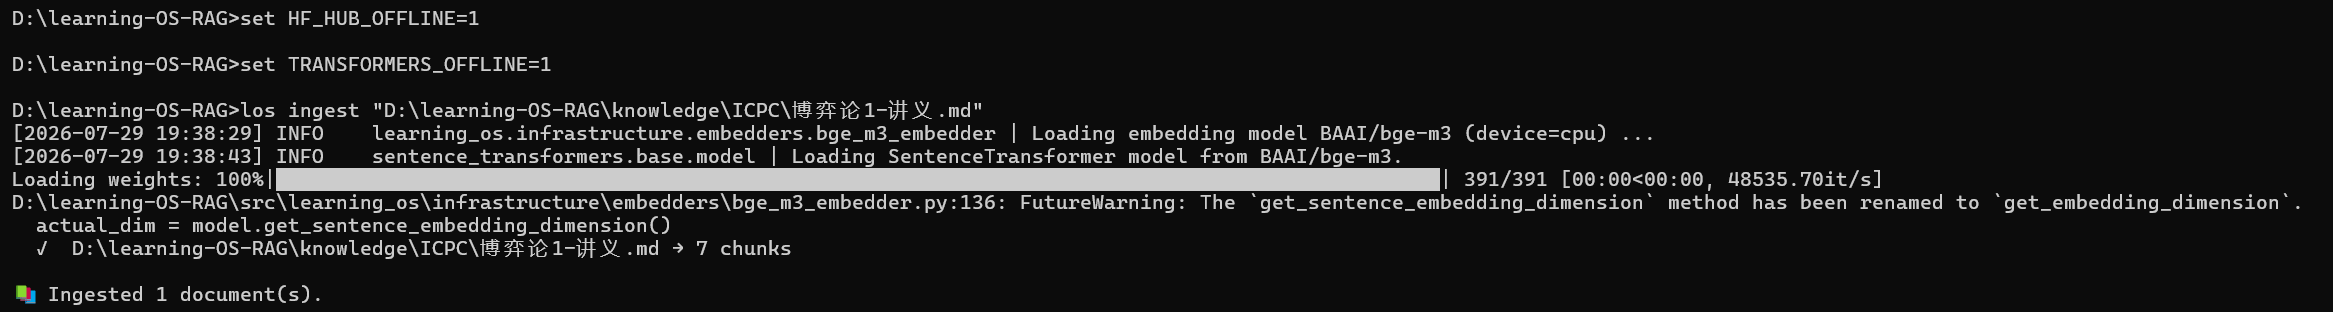 D:\learning-OS-RAG>set HF_HUB_OFFLINE=1
D:\learning-OS-RAG>set TRANSFORMERS_OFFLINE=1
D:\learning-OS-RAG>los ingest "D:\learning-OS-RAG\knowledge\ICPC\博弈论1-讲义.md"
[2026-07-29 19:38:29] INFO    learning_os.infrastructure.embedders.bge_m3_embedder | Loading embedding model BAAI/bge-m3 (device=cpu) ...
[2026-07-29 19:38:43] INFO    sentence_transformers.base.model | Loading SentenceTransformer model from BAAI/bge-m3.
Loading weights: 100%|██████████| 391/391 [00:00<00:00, 48535.70it/s]
D:\learning-OS-RAG\src\learning_os\infrastructure\embedders\bge_m3_embedder.py:136: FutureWarning: The `get_sentence_embedding_dimension` method has been renamed to `get_embedding_dimension`.
  actual_dim = model.get_sentence_embedding_dimension()
  √  D:\learning-OS-RAG\knowledge\ICPC\博弈论1-讲义.md → 7 chunks
📚 Ingested 1 document(s).